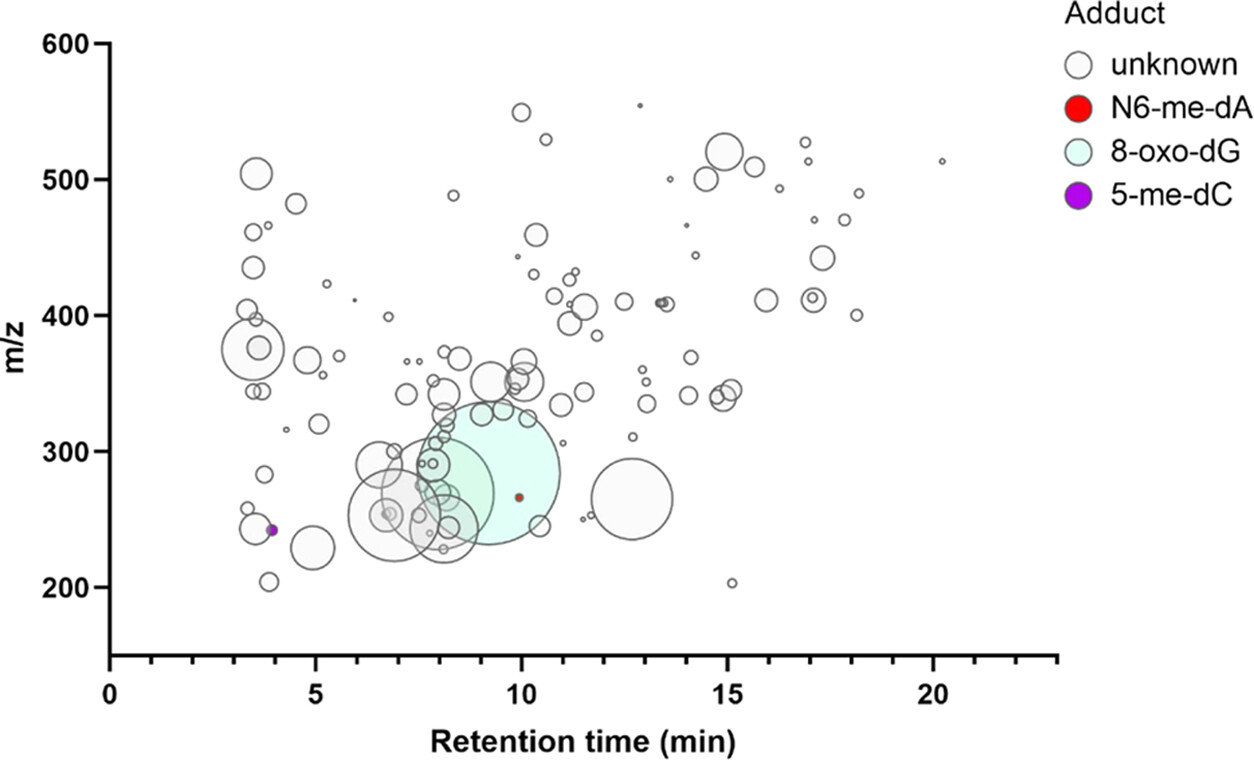 Adduct
unknown
N6-me-dA
8-oxo-dG
5-me-dC
m/z
600
500
400
300
200
0 5 10 15 20
Retention time (min)